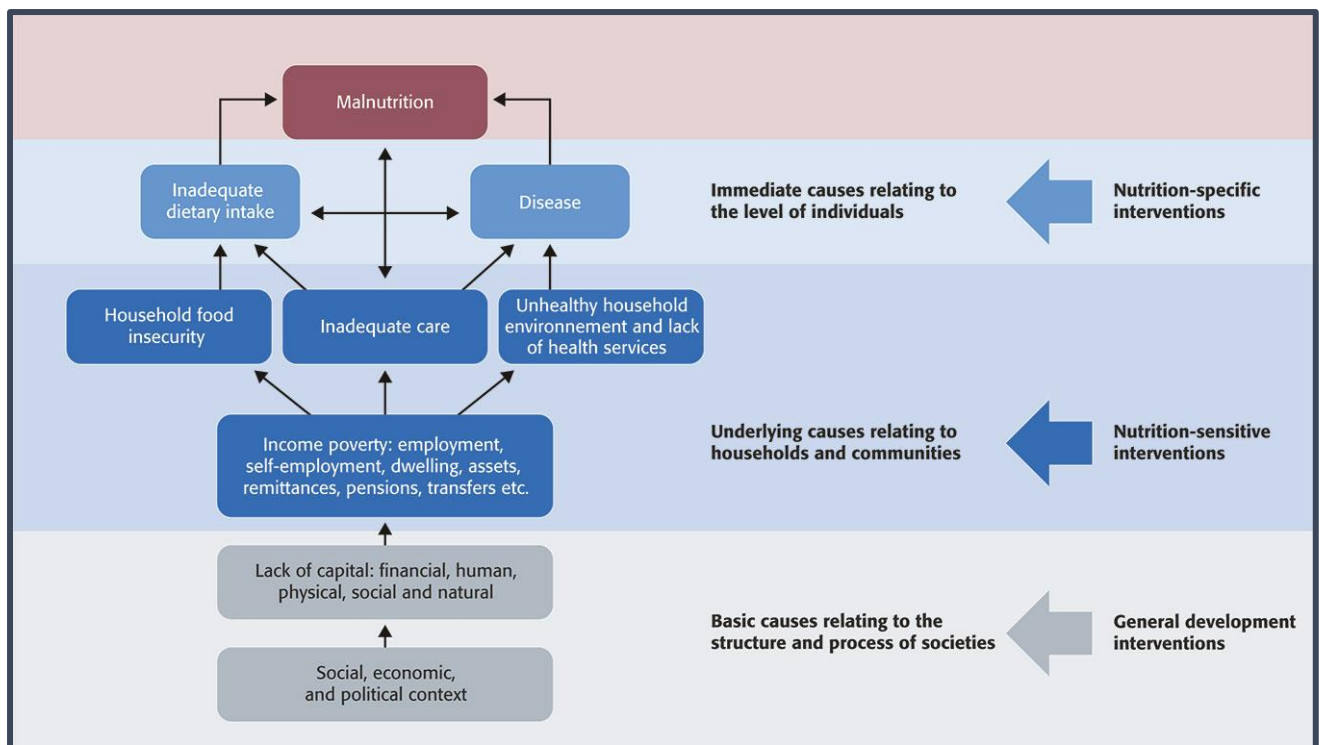 Malnutrition
Inadequate
dietary intake
Disease
Immediate causes relating to
the level of individuals
Nutrition-specific
interventions
Household food
insecurity
Inadequate care
Unhealthy household
environnement and lack
of health services
Income poverty: employment,
self-employment, dwelling, assets,
remittances, pensions, transfers etc.
Underlying causes relating to
households and communities
Nutrition-sensitive
interventions
Lack of capital: financial, human,
physical, social and natural
Basic causes relating to the
structure and process of societies
General development
interventions
Social, economic,
and political context